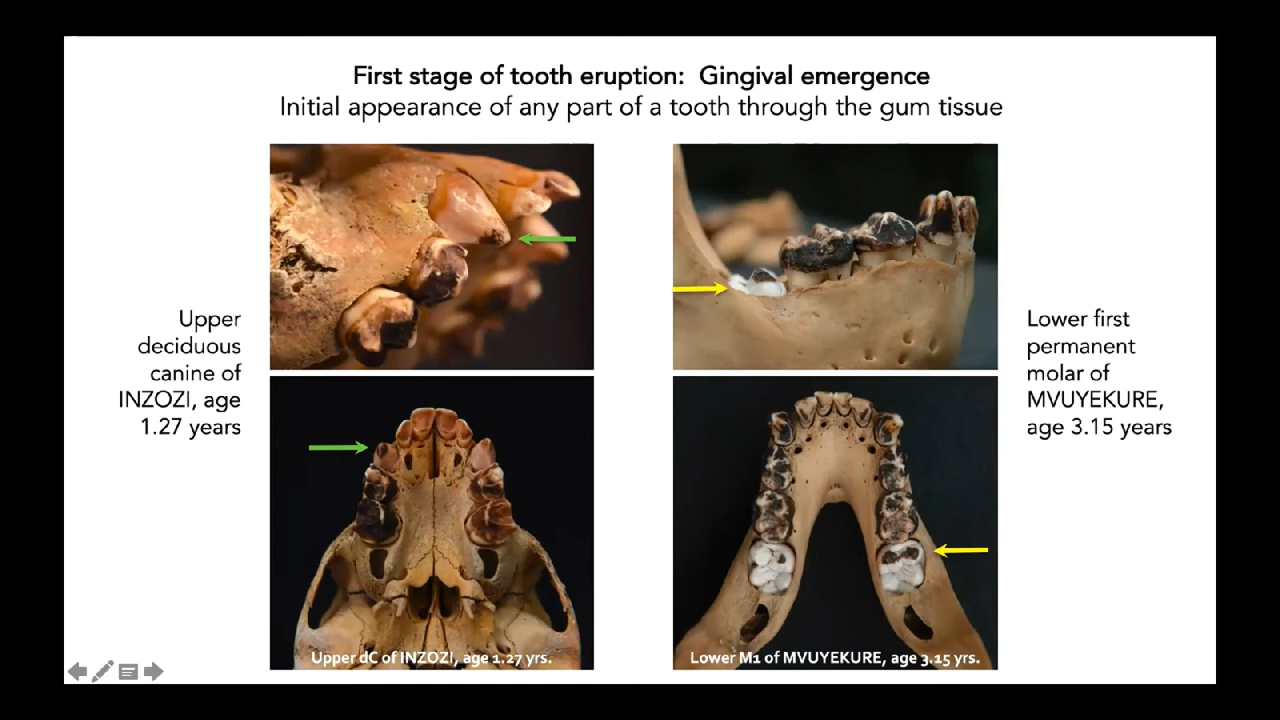 First stage of tooth eruption: Gingival emergence
Initial appearance of any part of a tooth through the gum tissue
Upper
deciduous
canine of
INZOZI, age
1.27 years
Lower first
permanent
molar of
MVUYEKURE,
age 3.15 years
Upper dC of INZOZI, age 1.27 yrs.
Lower M1 of MVUYEKURE, age 3.15 yrs.